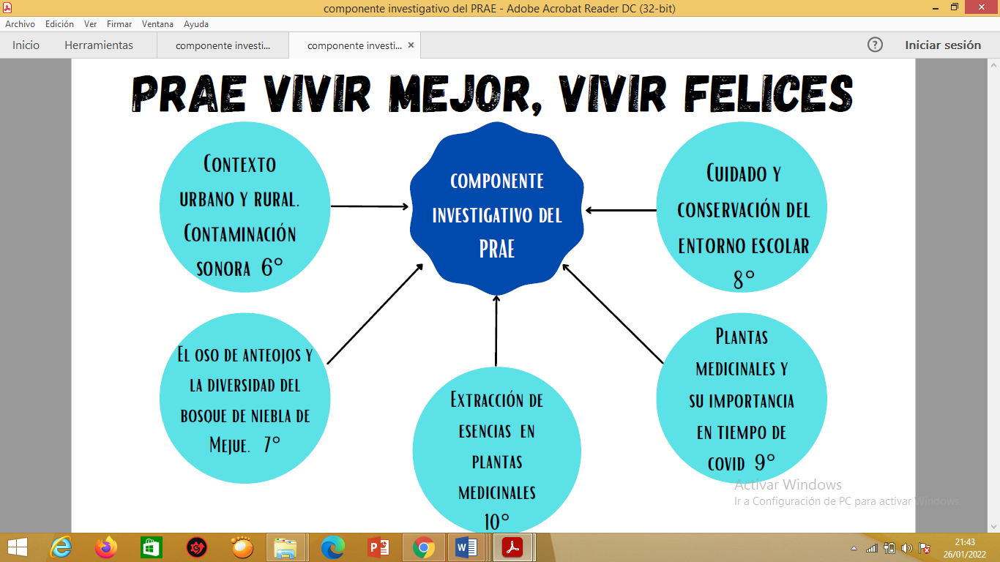 componente investigativo del PRAE - Adobe Acrobat Reader DC (32-bit)
Archivo Edición Ver Firmar Ventana Ayuda
Inicio Herramientas componente investi... componente investi... × ? Iniciar sesión
PRAE VIVIR MEJOR, VIVIR FELICES
Contexto
urbano y rural.
Contaminación
sonora 6°
componente
investigativo del
PRAE
Cuidado y
conservación del
entorno escolar
8°
El oso de anteojos y
la diversidad del
bosque de niebla de
Mejue. 7°
Extracción de
esencias en
plantas
medicinales
10°
Plantas
medicinales y
su importancia
en tiempo de
covid 9°
Activar Windows
Ir a Configuración de PC para activar Windows.
21:43
26/01/2022